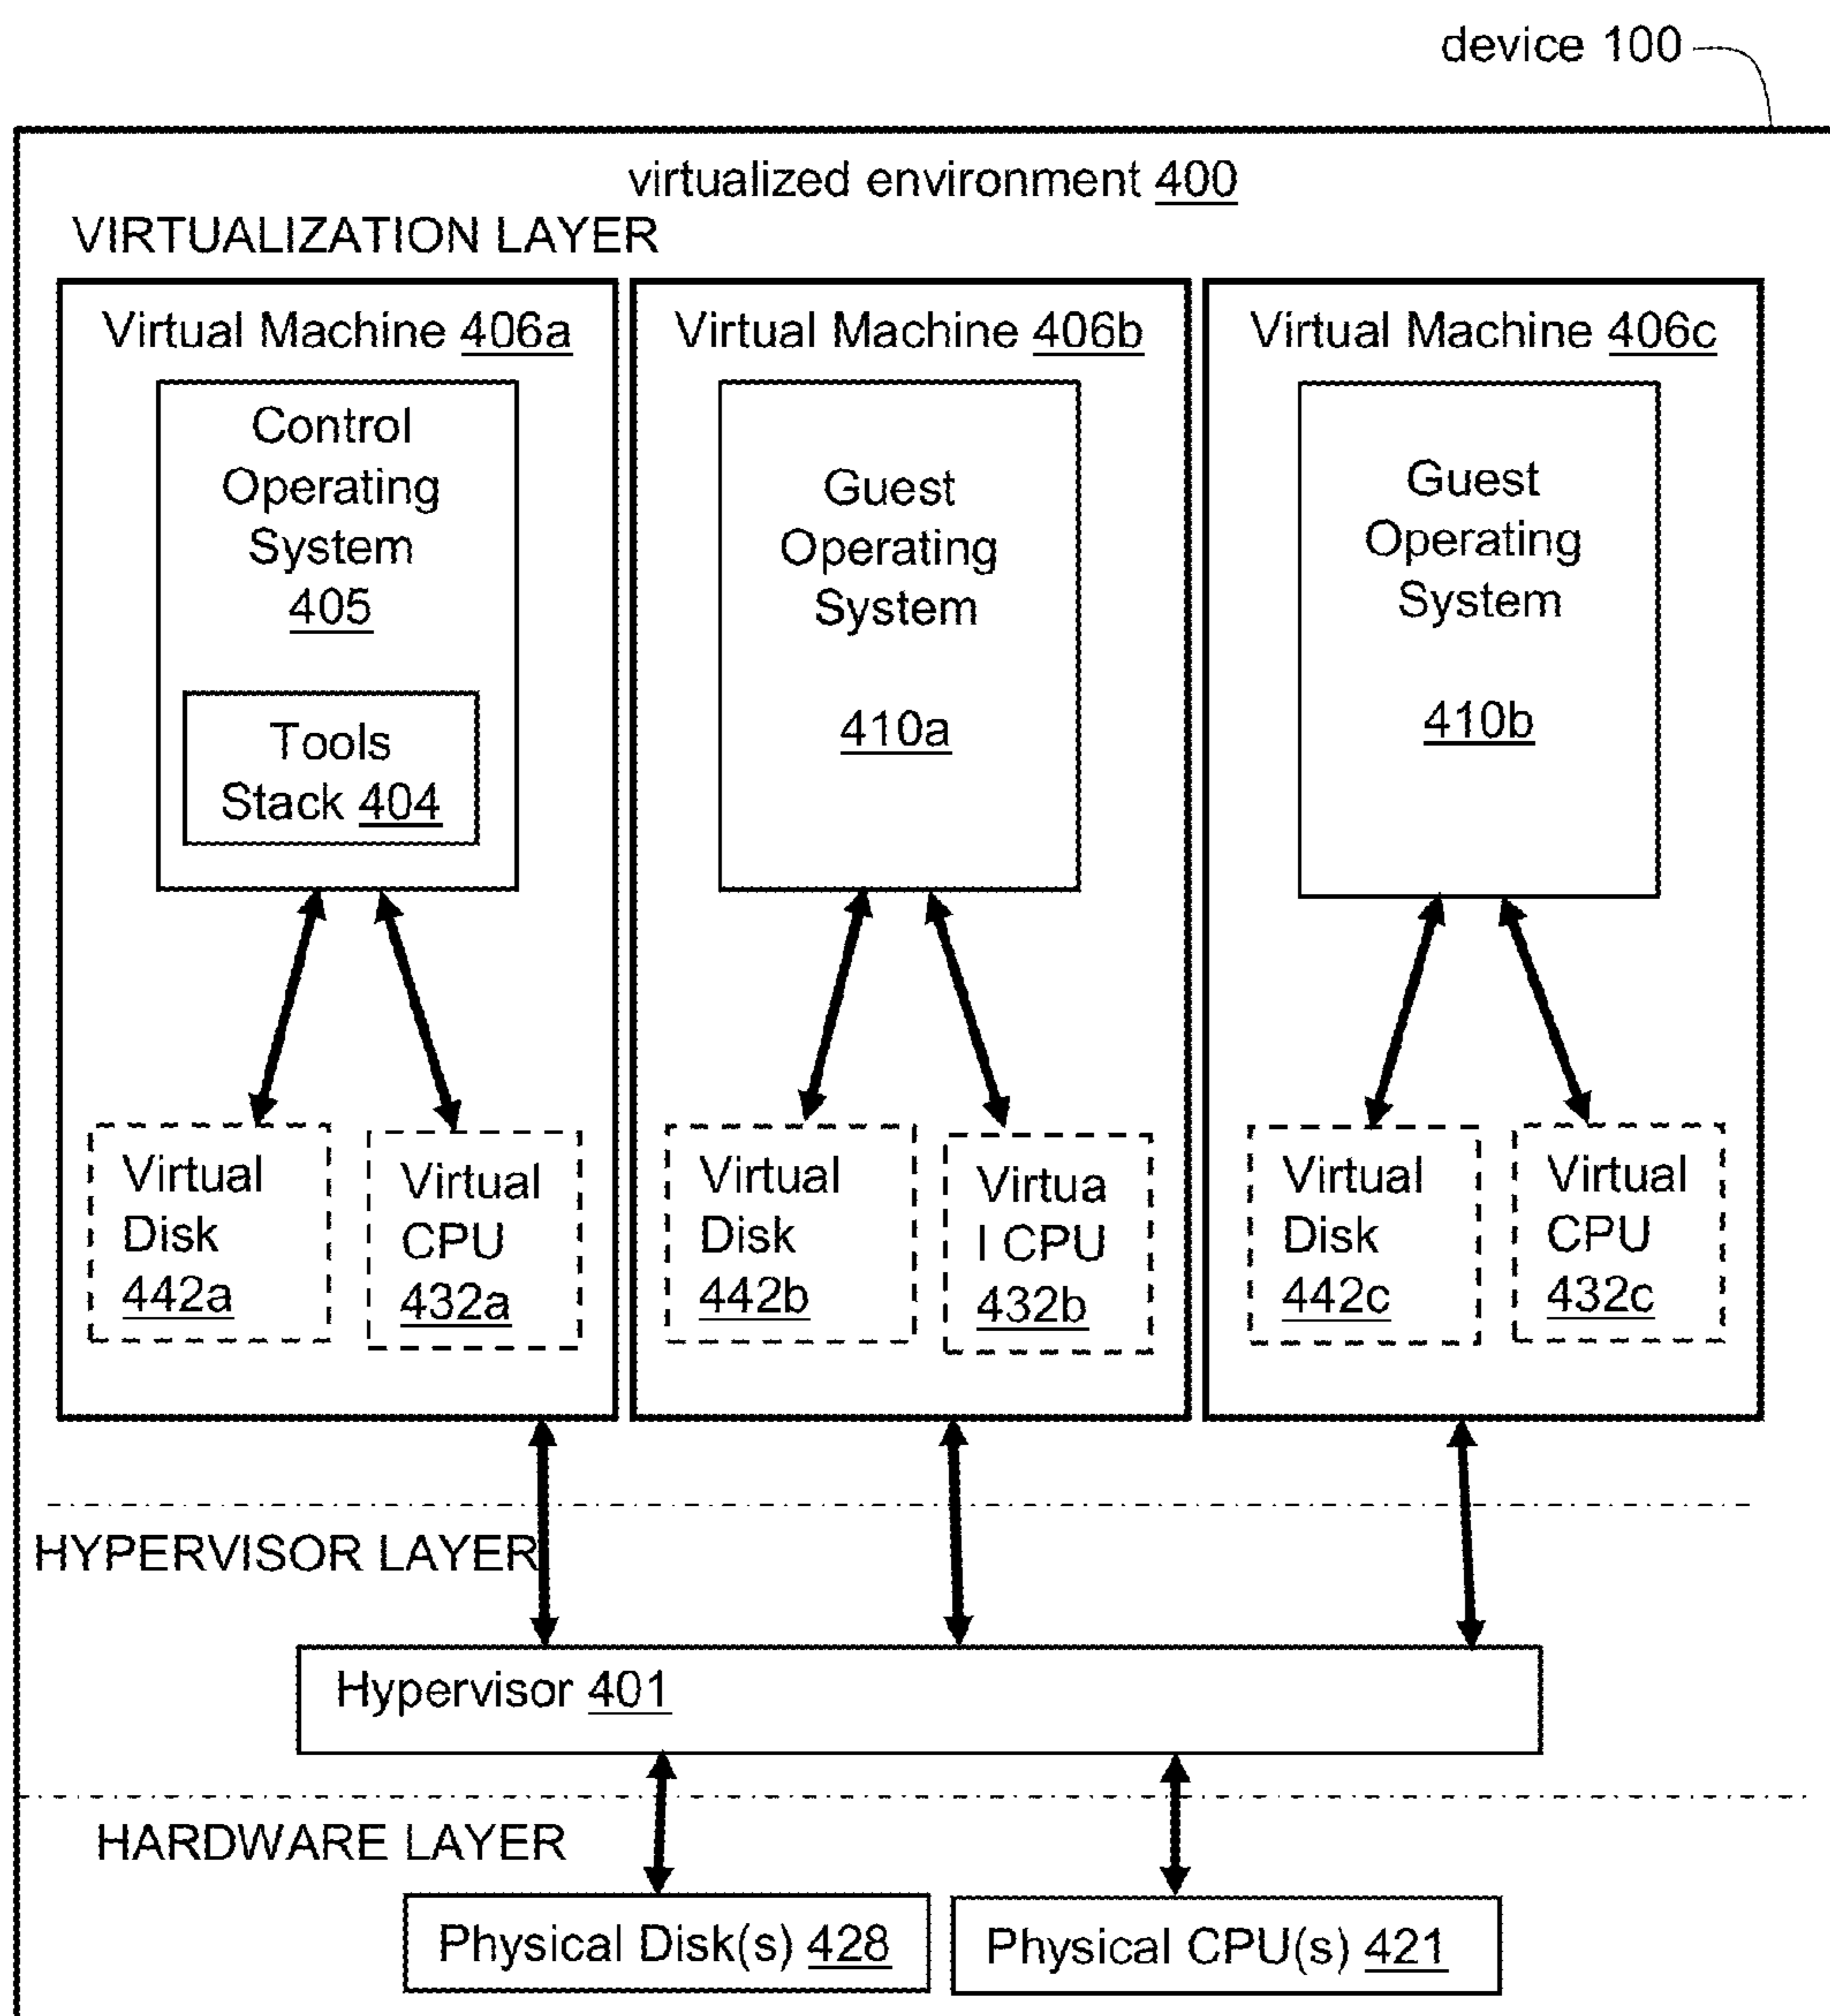 device 100
virtualized environment 400
VIRTUALIZATION LAYER
Virtual Machine 406a
Control
Operating
System
405
Tools
Stack 404
Virtual
Disk
442a
Virtual
CPU
432a
Virtual Machine 406b
Guest
Operating
System
410a
Virtual
Disk
442b
Virtua
l CPU
432b
Virtual Machine 406c
Guest
Operating
System
410b
Virtual
Disk
442c
Virtual
CPU
432c
HYPERVISOR LAYER
Hypervisor 401
HARDWARE LAYER
Physical Disk(s) 428
Physical CPU(s) 421